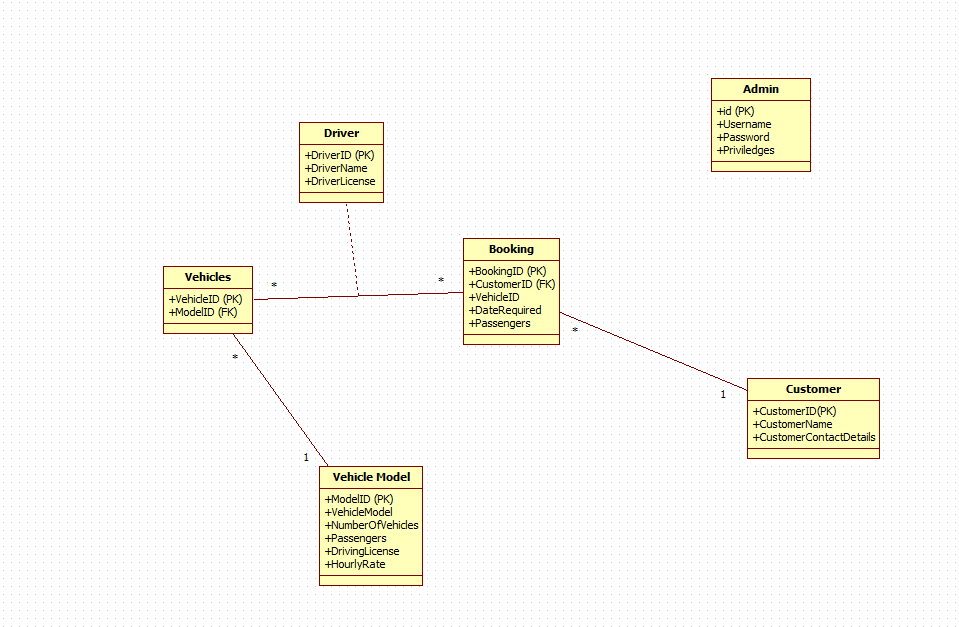 Admin
+id (PK)
+Username
+Password
+Priviledges
Driver
+DriverID (PK)
+DriverName
+DriverLicense
Booking
+BookingID (PK)
+CustomerID (FK)
+VehicleID
+DateRequired
+Passengers
Vehicles
+VehicleID (PK)
+ModelID (FK)
*
*
*
*
1
1
Customer
+CustomerID(PK)
+CustomerName
+CustomerContactDetails
Vehicle Model
+ModelID (PK)
+VehicleModel
+NumberOfVehicles
+Passengers
+DrivingLicense
+HourlyRate